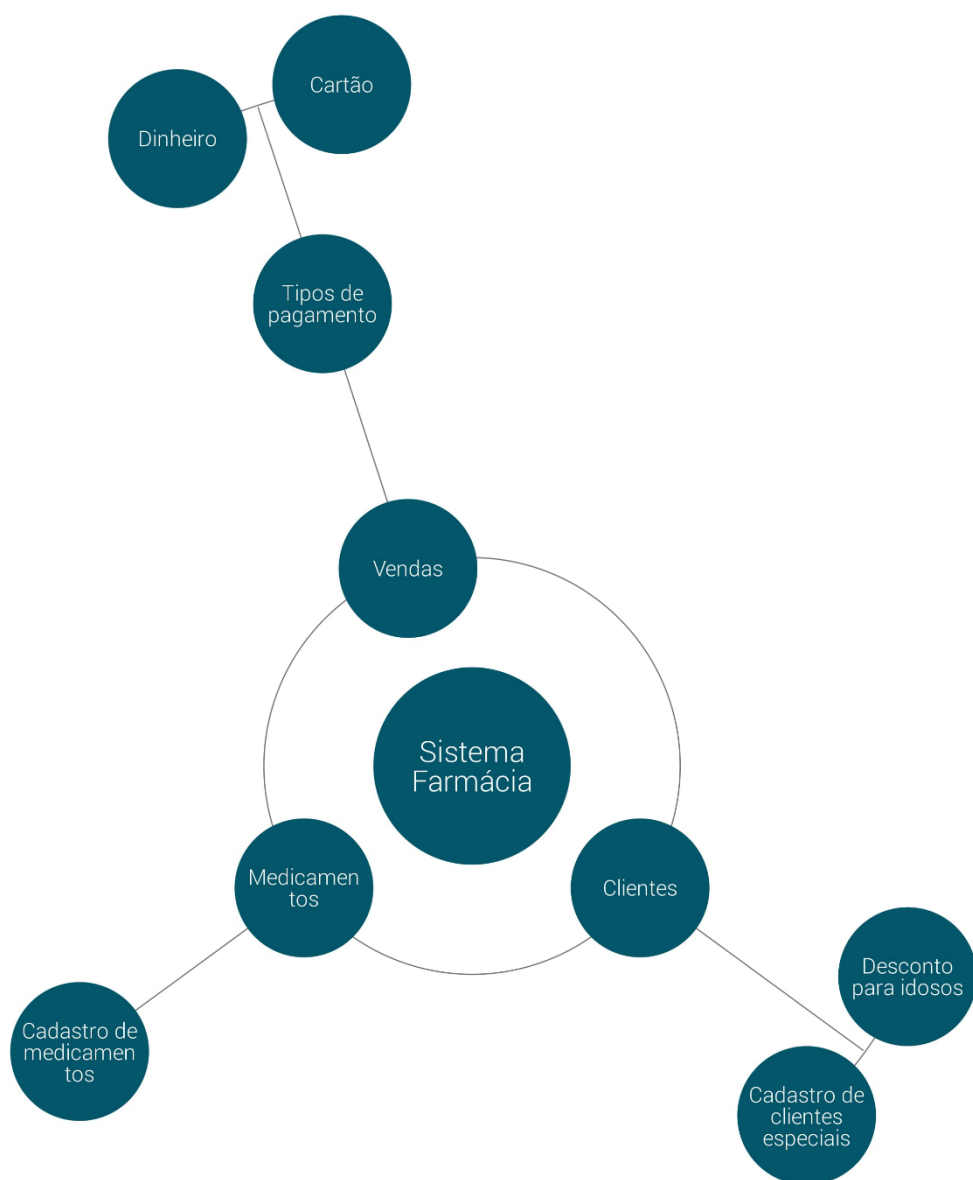 Cartão
Dinheiro
Tipos de
pagamento
Vendas
Sistema
Farmácia
Medicamen
tos
Clientes
Desconto
para idosos
Cadastro de
medicamen
tos
Cadastro de
clientes
especiais